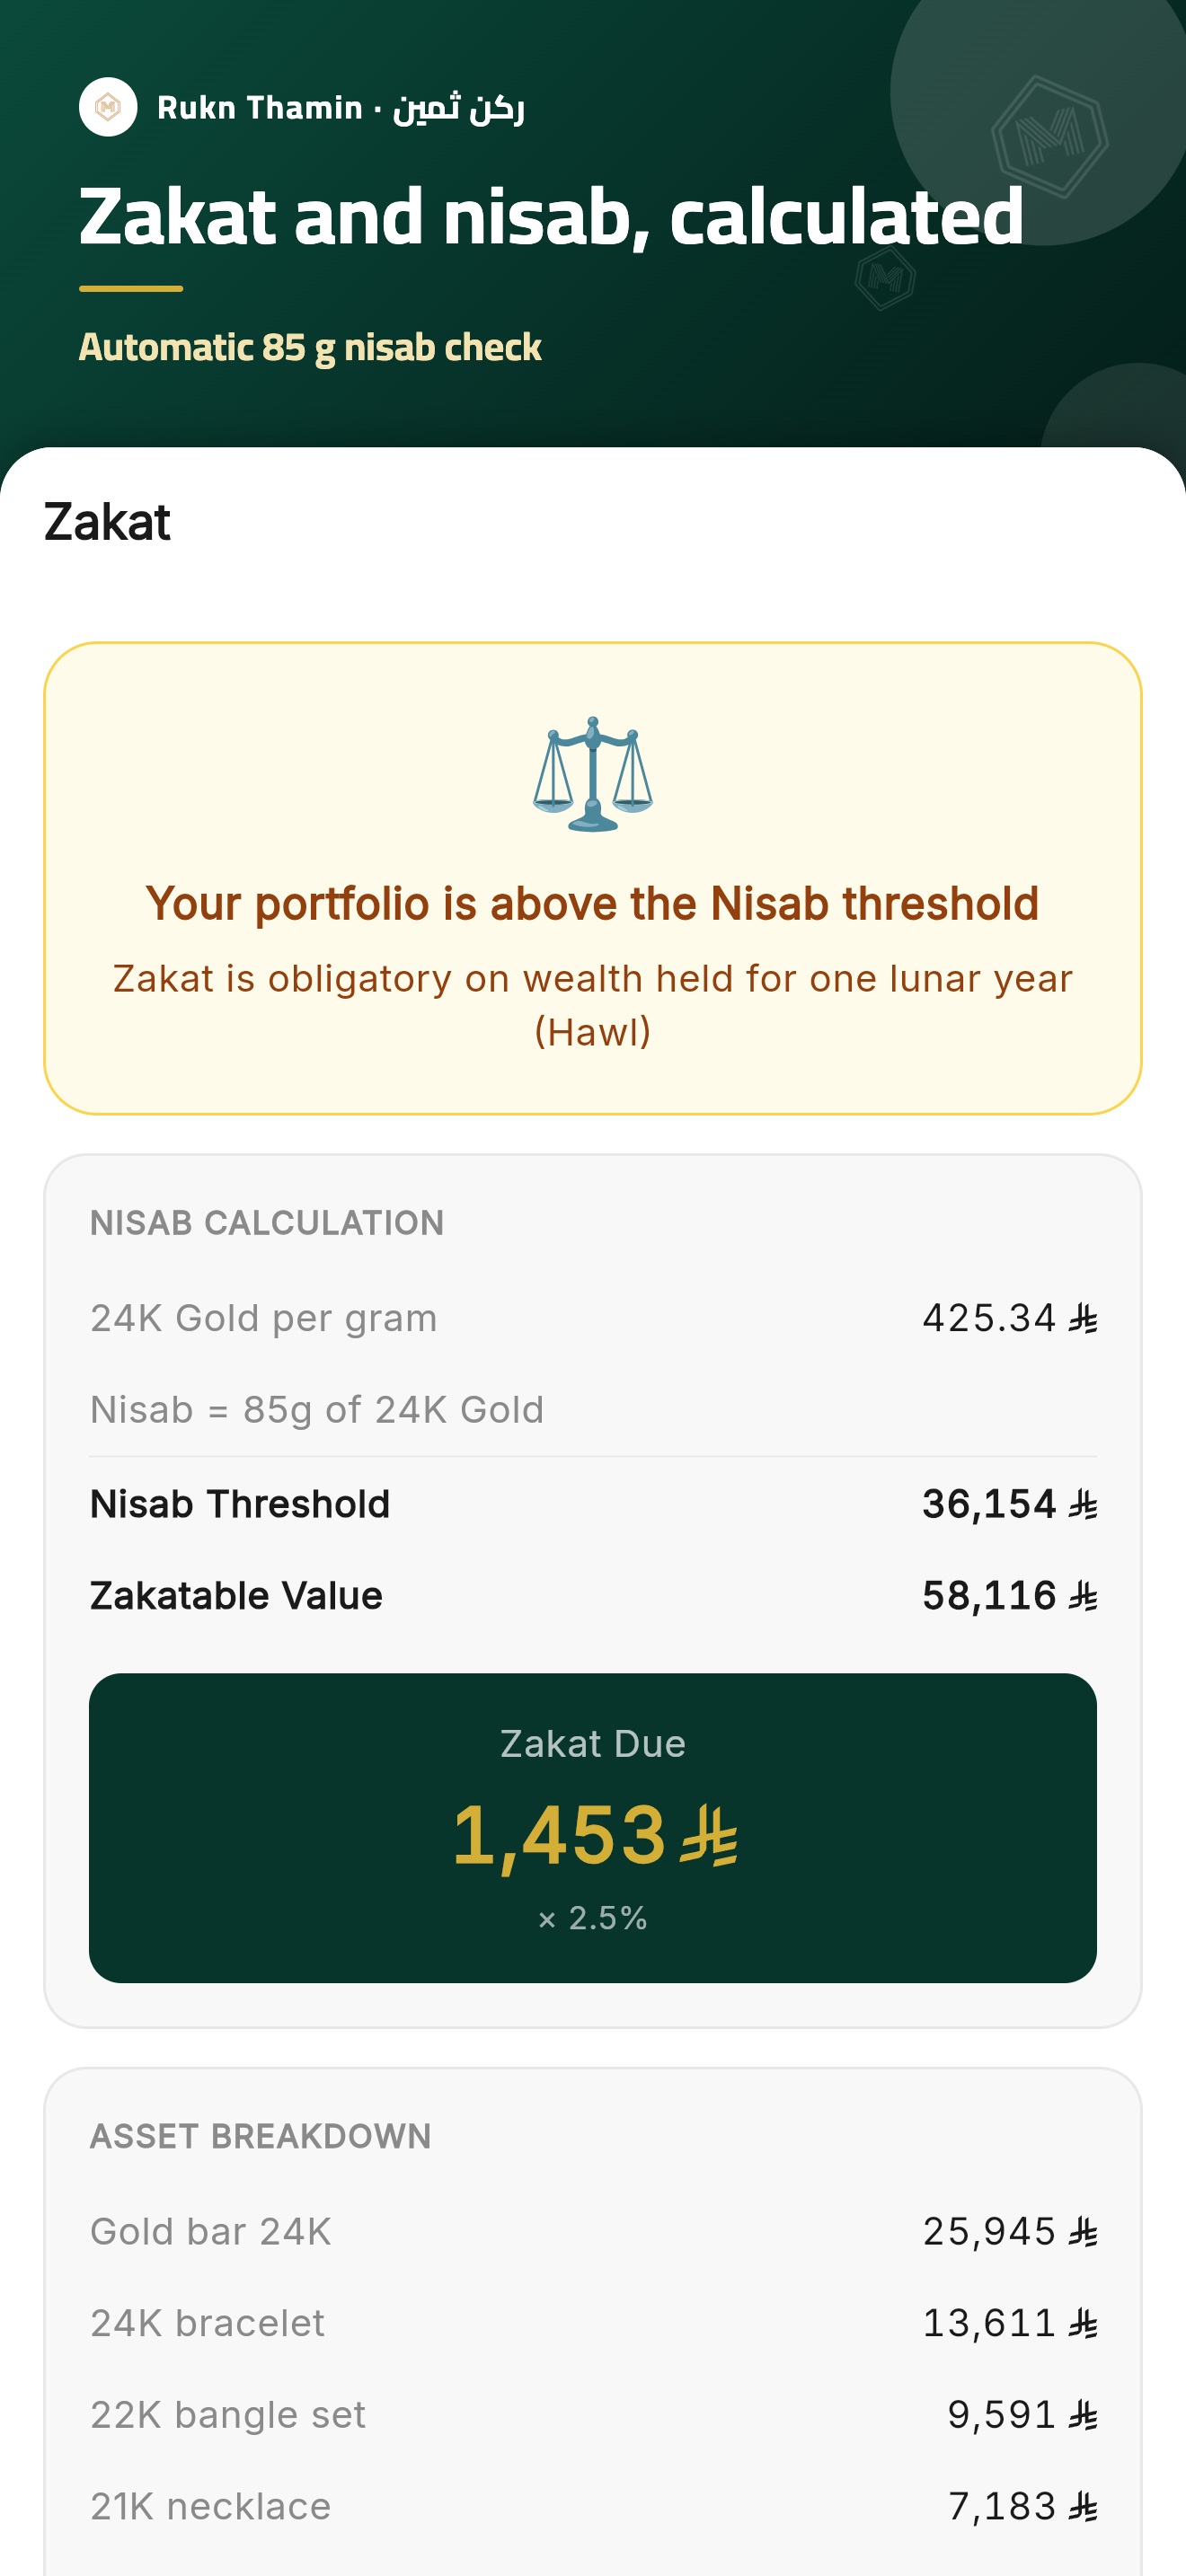 Rukn Thamin · ركن ثمين
Zakat and nisab, calculated
Automatic 85 g nisab check
Zakat
Your portfolio is above the Nisab threshold
Zakat is obligatory on wealth held for one lunar year
(Hawl)
NISAB CALCULATION
24K Gold per gram 425.34 ⃁
Nisab = 85g of 24K Gold
Nisab Threshold 36,154 ⃁
Zakatable Value 58,116 ⃁
Zakat Due
1,453 ⃁
× 2.5%
ASSET BREAKDOWN
Gold bar 24K 25,945 ⃁
24K bracelet 13,611 ⃁
22K bangle set 9,591 ⃁
21K necklace 7,183 ⃁